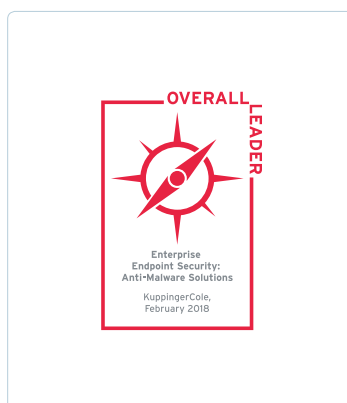 OVERALL
LEADER
Enterprise
Endpoint Security:
Anti-Malware Solutions
KuppingerCole,
February 2018